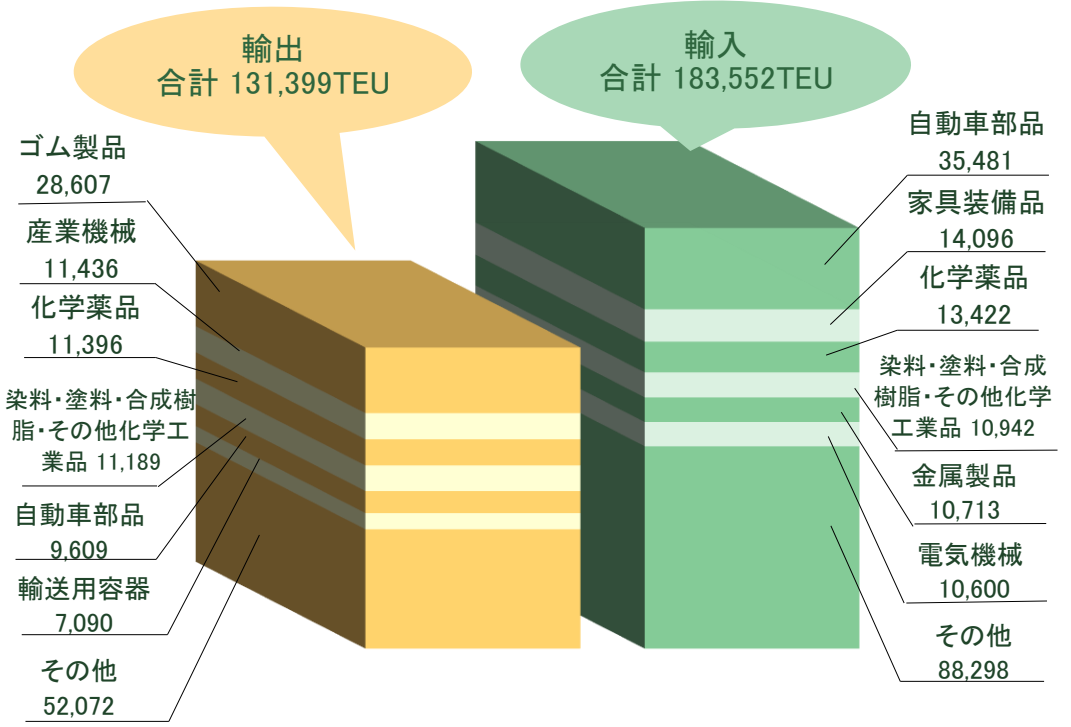 輸出
合計 131,399TEU
ゴム製品
28,607
産業機械
11,436
化学薬品
11,396
染料・塗料・合成樹
脂・その他化学工
業品 11,189
自動車部品
9,609
輸送用容器
7,090
その他
52,072
輸入
合計 183,552TEU
自動車部品
35,481
家具装備品
14,096
化学薬品
13,422
染料・塗料・合成
樹脂・その他化学
工業品 10,942
金属製品
10,713
電気機械
10,600
その他
88,298